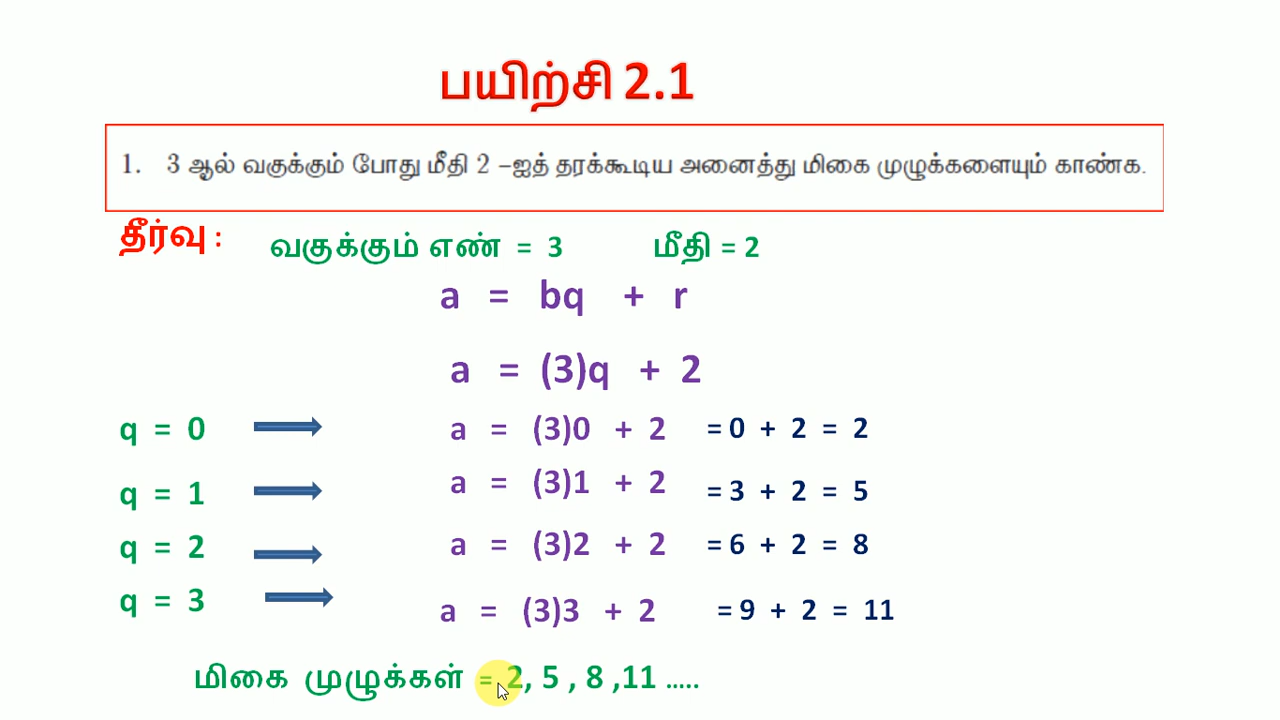 பயிற்சி 2.1
1. 3 ஆல் வகுக்கும் போது மீதி 2 –ஐத் தரக்கூடிய அனைத்து மிகை முழுக்களையும் காண்க.
தீர்வு : வகுக்கும் எண் = 3 மீதி = 2
a = bq + r
a = (3)q + 2
q = 0 a = (3)0 + 2 = 0 + 2 = 2
q = 1 a = (3)1 + 2 = 3 + 2 = 5
q = 2 a = (3)2 + 2 = 6 + 2 = 8
q = 3 a = (3)3 + 2 = 9 + 2 = 11
மிகை முழுக்கள் = 2, 5 , 8 ,11 .....